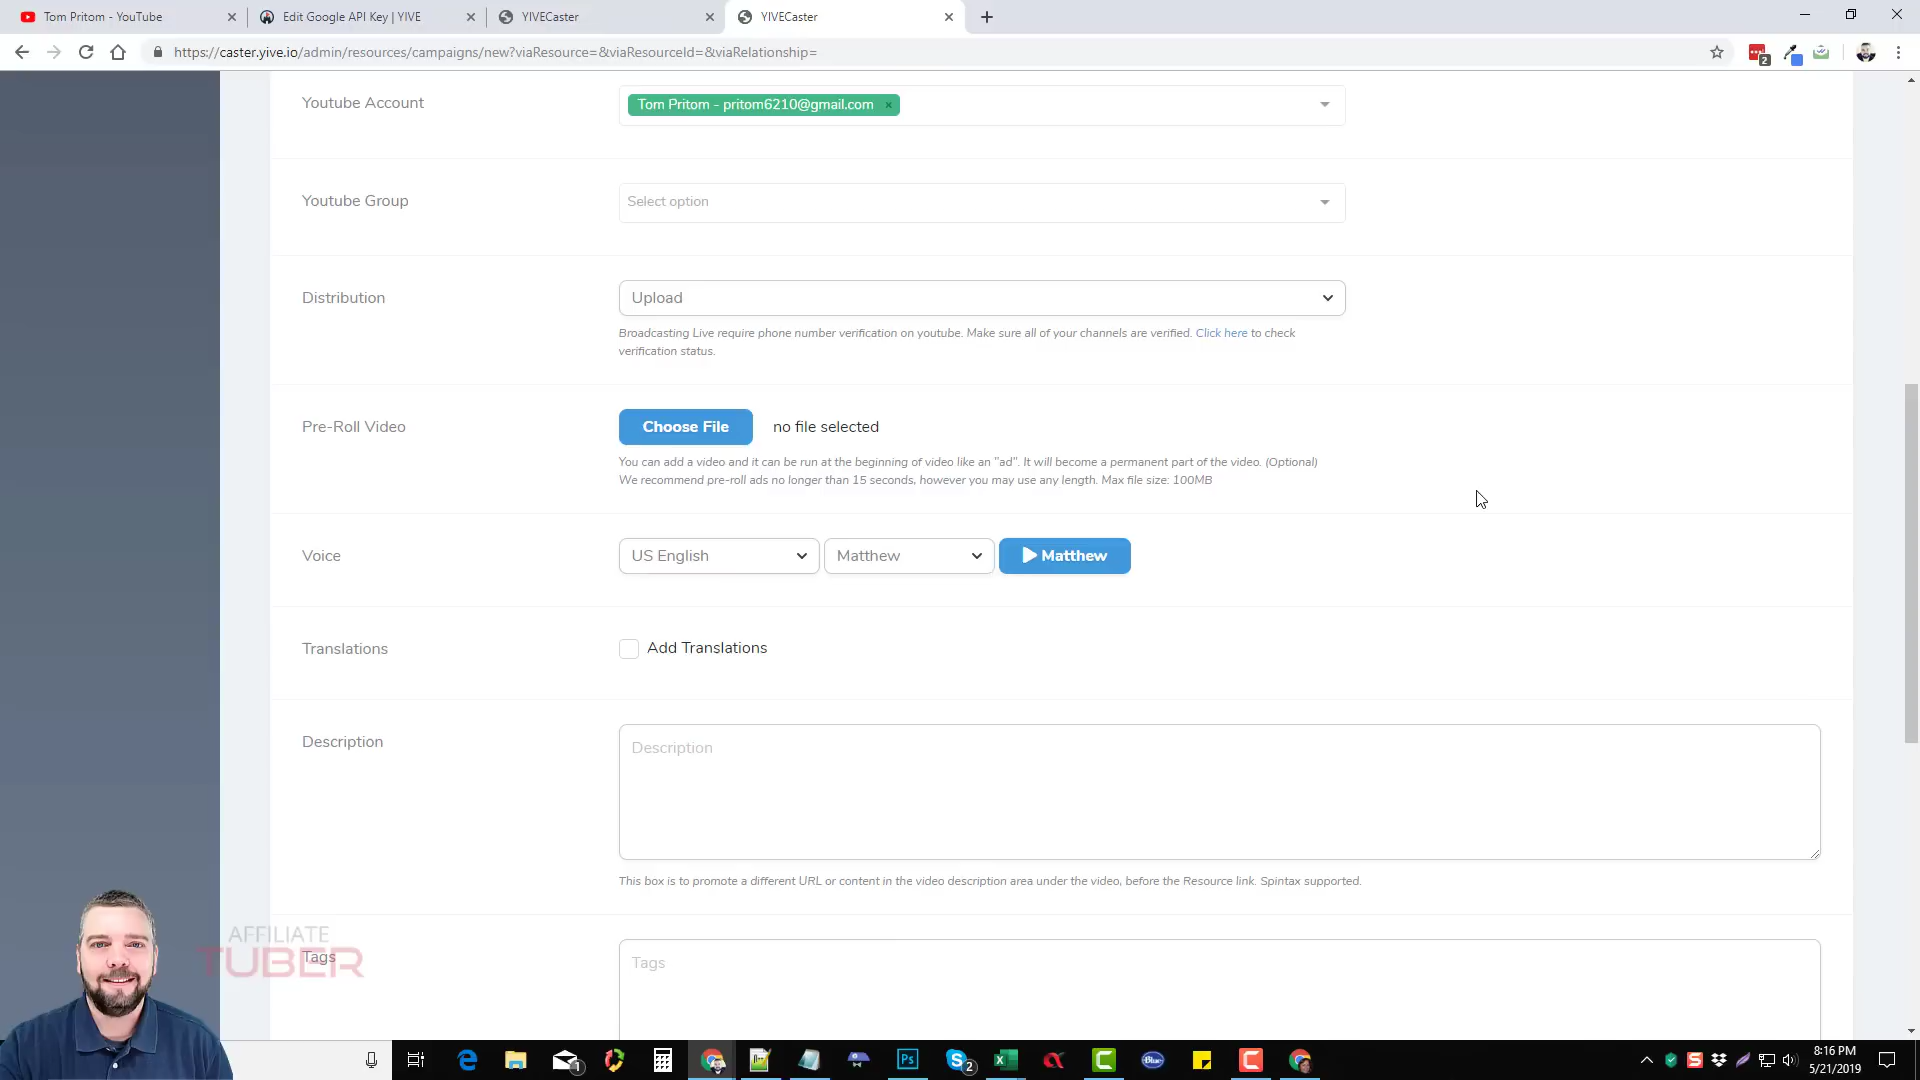 Tom Pritom - YouTube
Edit Google API Key | YIVE
YIVECaster
YIVECaster
https://caster.yive.io/admin/resources/campaigns/new?viaResource=&viaResourceId=&viaRelationship=
2
Youtube Account
Tom Pritom - pritom6210@gmail.com ×
Youtube Group
Select option
Distribution
Upload
Broadcasting Live require phone number verification on youtube. Make sure all of your channels are verified. Click here to check
verification status.
Pre-Roll Video
Choose File
no file selected
You can add a video and it can be run at the beginning of video like an "ad". It will become a permanent part of the video. (Optional)
We recommend pre-roll ads no longer than 15 seconds, however you may use any length. Max file size: 100MB
Voice
US English
Matthew
Matthew
Translations
Add Translations
Description
Description
This box is to promote a different URL or content in the video description area under the video, before the Resource link. Spintax supported.
AFFILIATE
TUBER
Tags
Tags
1
Ps
S
2
Blue
8:16 PM
5/21/2019